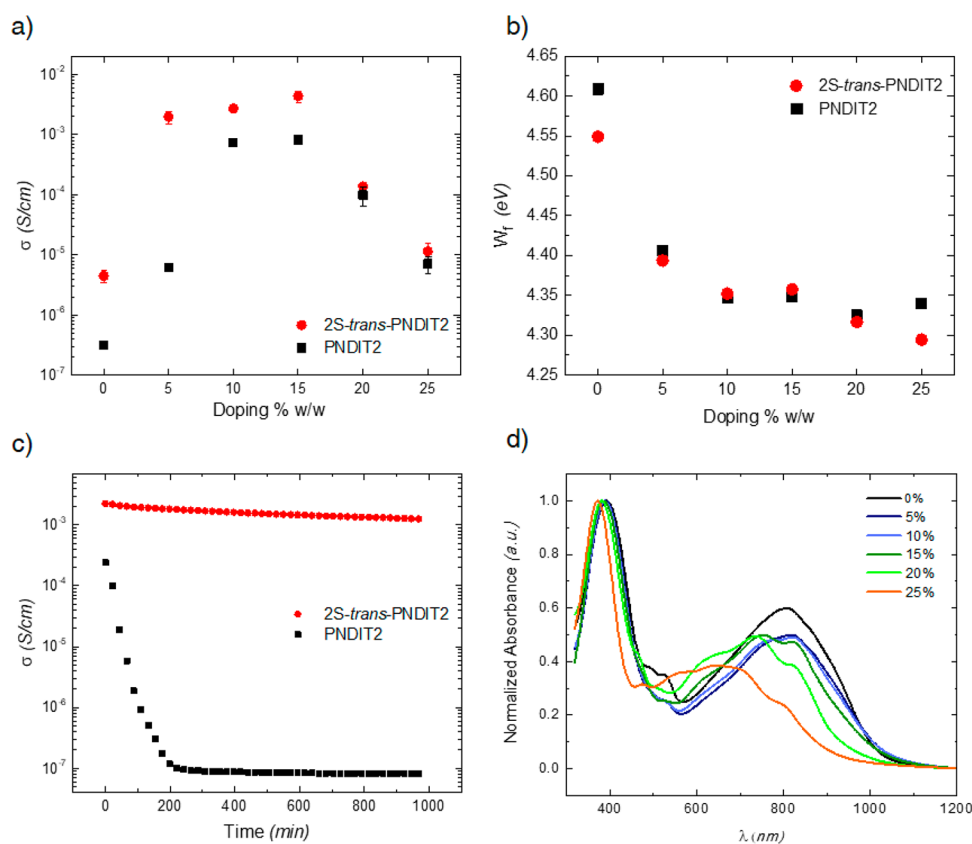 a)
b)
10⁻²
10⁻³
10⁻⁴
10⁻⁵
10⁻⁶
10⁻⁷
σ (S/cm)
2S-trans-PNDIT2
PNDIT2
0 5 10 15 20 25
Doping % w/w
4.65
4.60
4.55
4.50
4.45
4.40
4.35
4.30
4.25
W_f (eV)
2S-trans-PNDIT2
PNDIT2
0 5 10 15 20 25
Doping % w/w
c)
d)
10⁻³
10⁻⁴
10⁻⁵
10⁻⁶
10⁻⁷
σ (S/cm)
2S-trans-PNDIT2
PNDIT2
0 200 400 600 800 1000
Time (min)
1.0
0.8
0.6
0.4
0.2
0.0
Normalized Absorbance (a.u.)
0%
5%
10%
15%
20%
25%
400 600 800 1000 1200
λ (nm)